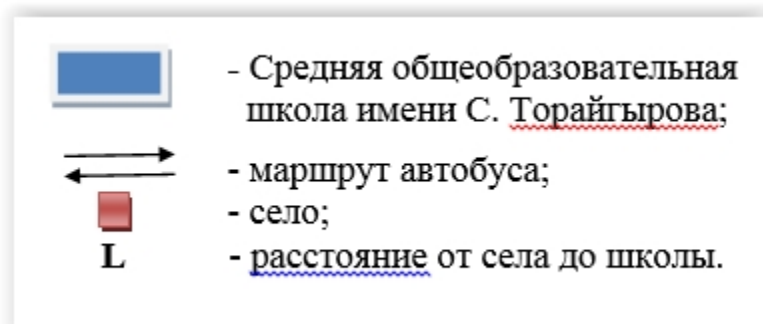 - Средняя общеобразовательная
школа имени С. Торайгырова;
- маршрут автобуса;
- село;
L - расстояние от села до школы.